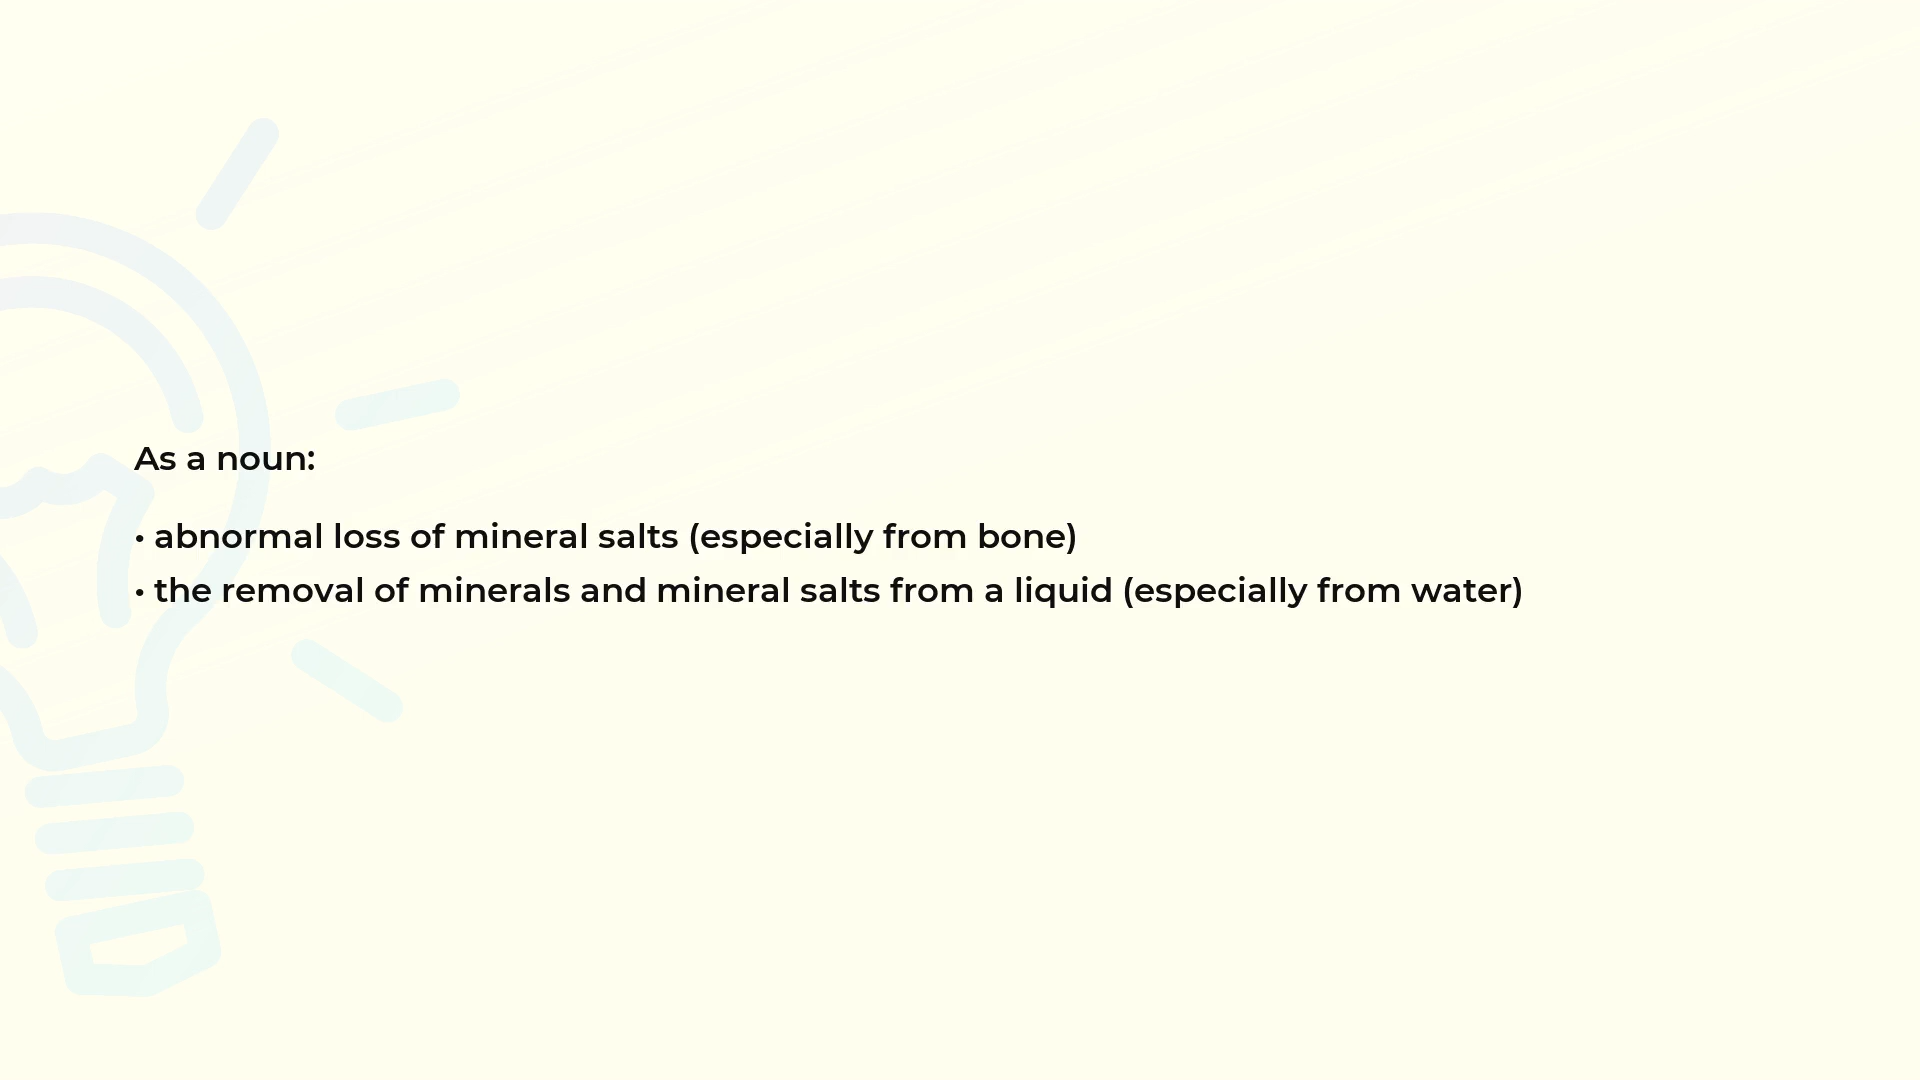 As a noun:
• abnormal loss of mineral salts (especially from bone)
• the removal of minerals and mineral salts from a liquid (especially from water)